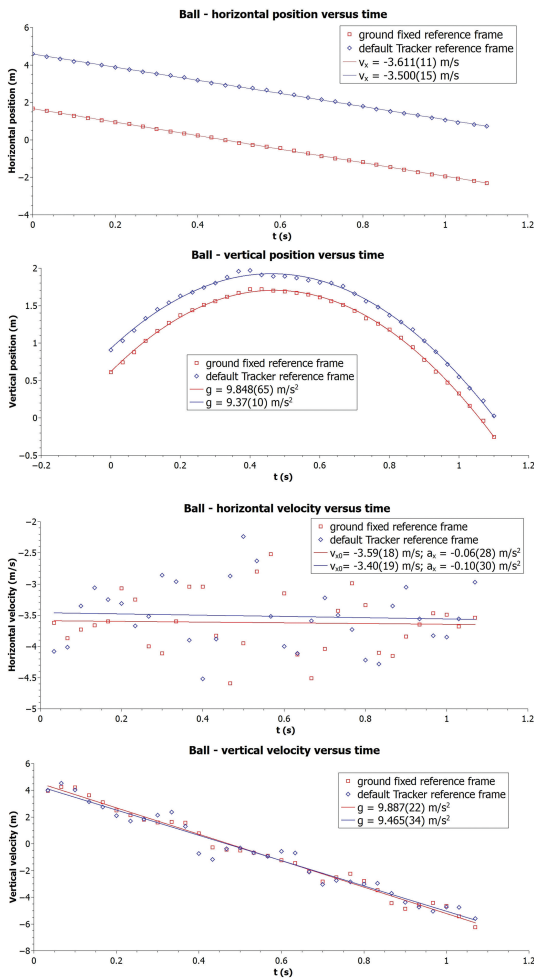 Ball - horizontal position versus time
Horizontal position (m)
6
4
2
0
−2
−4
ground fixed reference frame
default Tracker reference frame
vx = -3.611(11) m/s
vx = -3.500(15) m/s
0
0.2
0.4
0.6
0.8
1
1.2
t (s)
Ball - vertical position versus time
Vertical position (m)
2
1.5
1
0.5
0
−0.5
ground fixed reference frame
default Tracker reference frame
g = 9.848(65) m/s²
g = 9.37(10) m/s²
−0.2
0
0.2
0.4
0.6
0.8
1
1.2
t (s)
Ball - horizontal velocity versus time
Horizontal velocity (m/s)
−2
−2.5
−3
−3.5
−4
−4.5
−5
ground fixed reference frame
default Tracker reference frame
vx0= -3.59(18) m/s; ax = -0.06(28) m/s²
vx0= -3.40(19) m/s; ax = -0.10(30) m/s²
0
0.2
0.4
0.6
0.8
1
1.2
t (s)
Ball - vertical velocity versus time
Vertical velocity (m)
6
4
2
0
−2
−4
−6
−8
ground fixed reference frame
default Tracker reference frame
g = 9.887(22) m/s²
g = 9.465(34) m/s²
0
0.2
0.4
0.6
0.8
1
1.2
t (s)